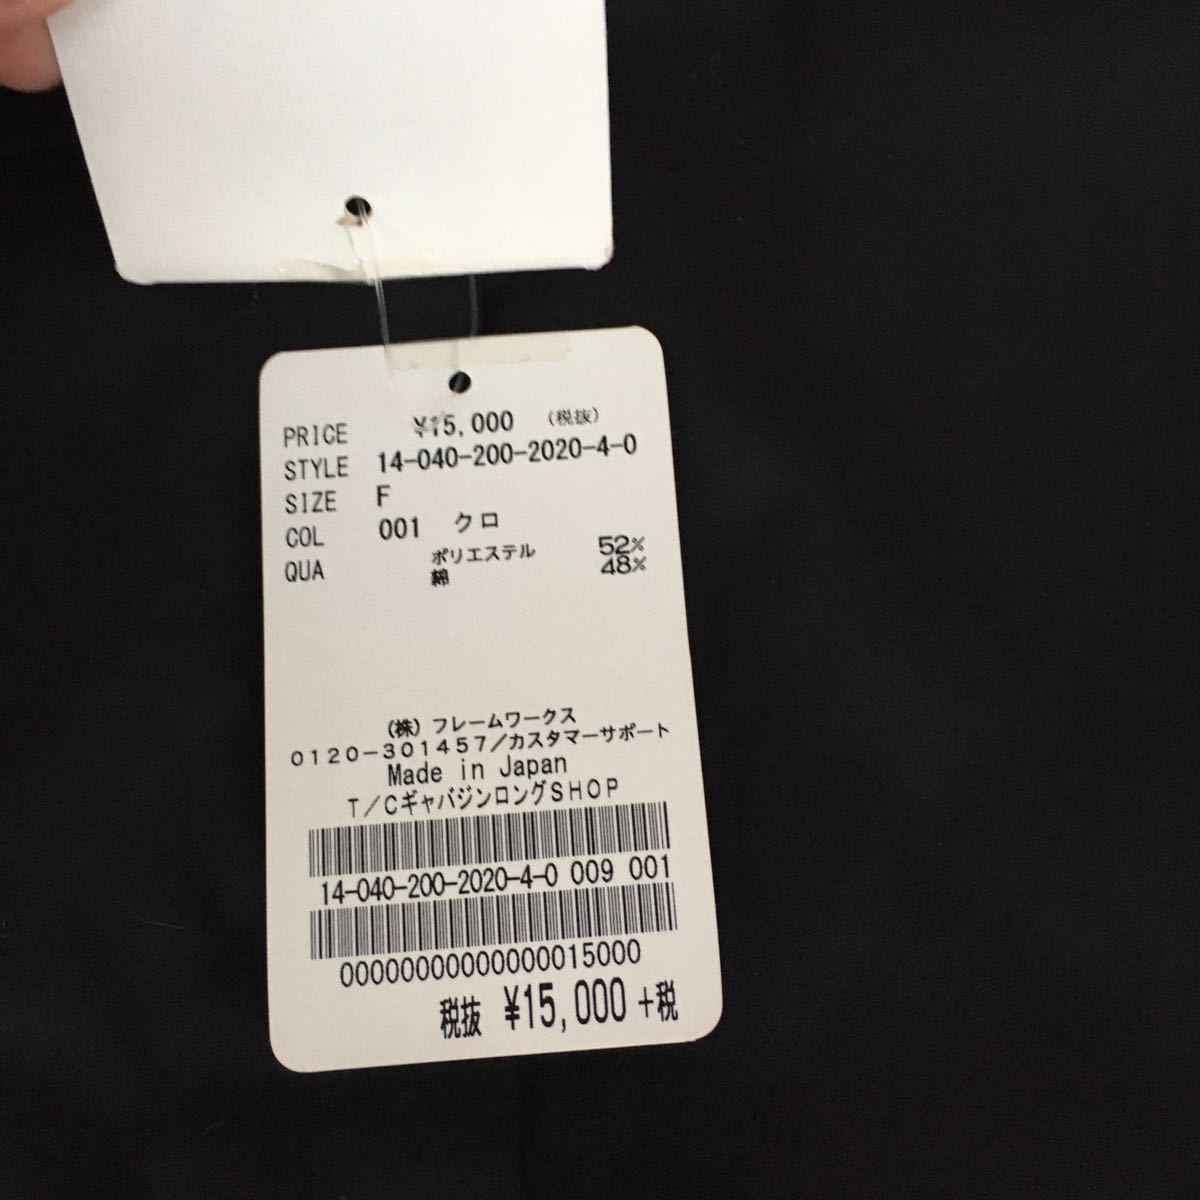 PRICE ¥15,000 (税抜)
STYLE 14-040-200-2020-4-0
SIZE F
COL 001 クロ
QUA ポリエステル 52%
綿 48%
(株)フレームワークス
0120-301457/カスタマーサポート
Made in Japan
T/CギャバジンロングSHOP
14-040-200-2020-4-0 009 001
00000000000000015000
税抜 ¥15,000+税